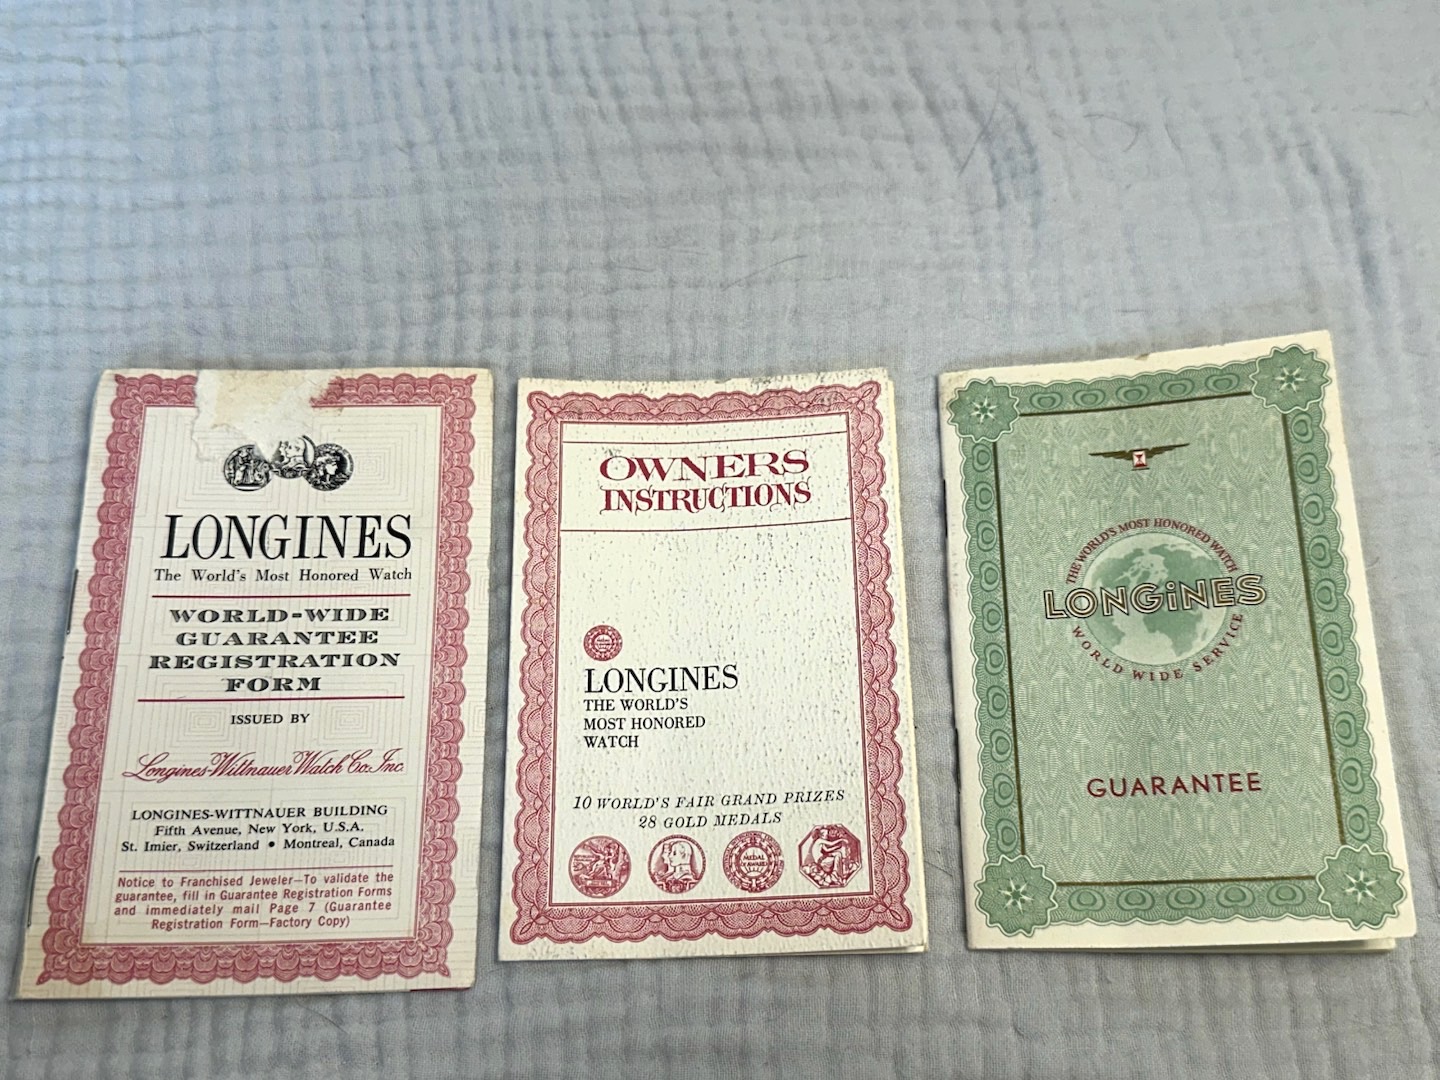 LONGINES
The World's Most Honored Watch
WORLD-WIDE
GUARANTEE
REGISTRATION
FORM
ISSUED BY
Longines-Wittnauer Watch Co. Inc.
LONGINES-WITTNAUER BUILDING
Fifth Avenue, New York, U.S.A.
St. Imier, Switzerland • Montreal, Canada
Notice to Franchised Jeweler—To validate the
guarantee, fill in Guarantee Registration Forms
and immediately mail Page 7 (Guarantee
Registration Form—Factory Copy)
OWNERS
INSTRUCTIONS
LONGINES
THE WORLD'S
MOST HONORED
WATCH
10 WORLD'S FAIR GRAND PRIZES
28 GOLD MEDALS
MEDAL
OF AWARD
THE WORLD'S MOST HONORED WATCH
LONGiNES
WORLD WIDE SERVICE
GUARANTEE